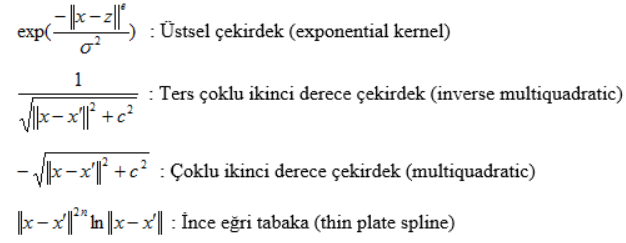 exp(-‖x-z‖^e / σ²) : Üstsel çekirdek (exponential kernel)
1 / √(‖x-x'‖² + c²) : Ters çoklu ikinci derece çekirdek (inverse multiquadratic)
-√(‖x-x'‖² + c²) : Çoklu ikinci derece çekirdek (multiquadratic)
‖x-x'‖²ⁿ ln‖x-x'‖ : İnce eğri tabaka (thin plate spline)